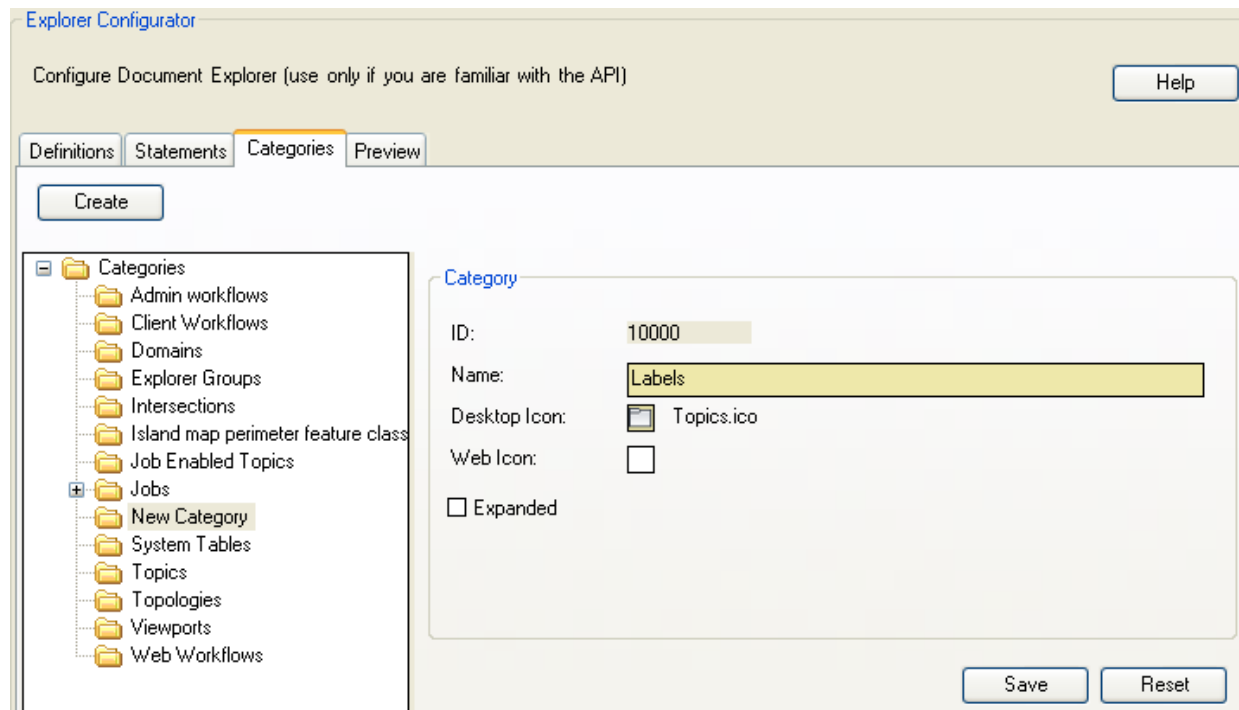 Explorer Configurator
Configure Document Explorer (use only if you are familiar with the API)
Help
Definitions Statements Categories Preview
Create
Categories
Admin workflows
Client Workflows
Domains
Explorer Groups
Intersections
Island map perimeter feature class
Job Enabled Topics
Jobs
New Category
System Tables
Topics
Topologies
Viewports
Web Workflows
Category
ID: 10000
Name: Labels
Desktop Icon: Topics.ico
Web Icon:
Expanded
Save Reset